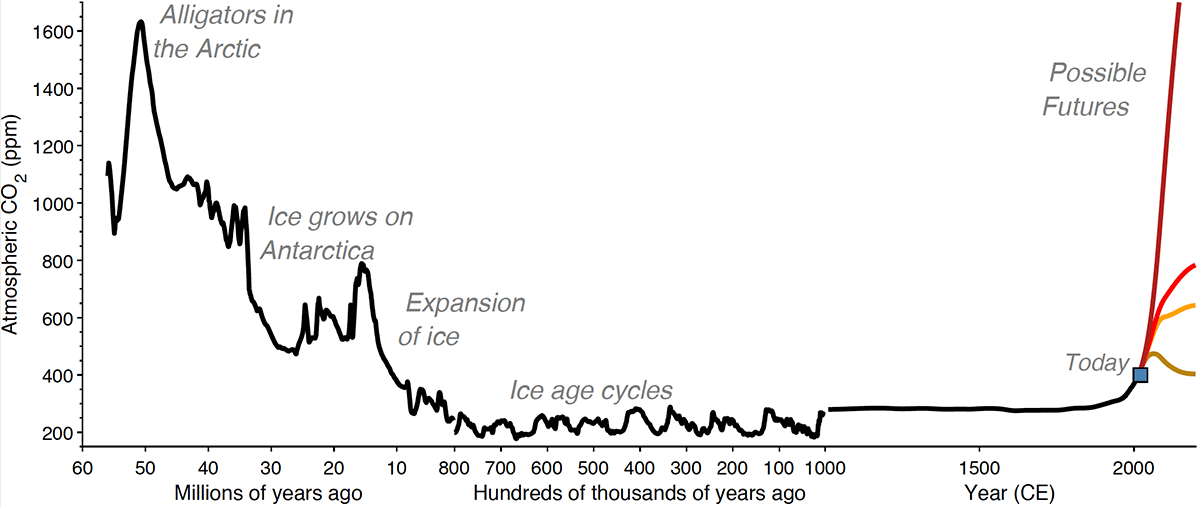 Alligators in
the Arctic
Ice grows on
Antarctica
Expansion
of ice
Ice age cycles
Possible
Futures
Today
Atmospheric CO2 (ppm)
1600
1400
1200
1000
800
600
400
200
60 50 40 30 20 10 800 700 600 500 400 300 200 100 1000 1500 2000
Millions of years ago Hundreds of thousands of years ago Year (CE)